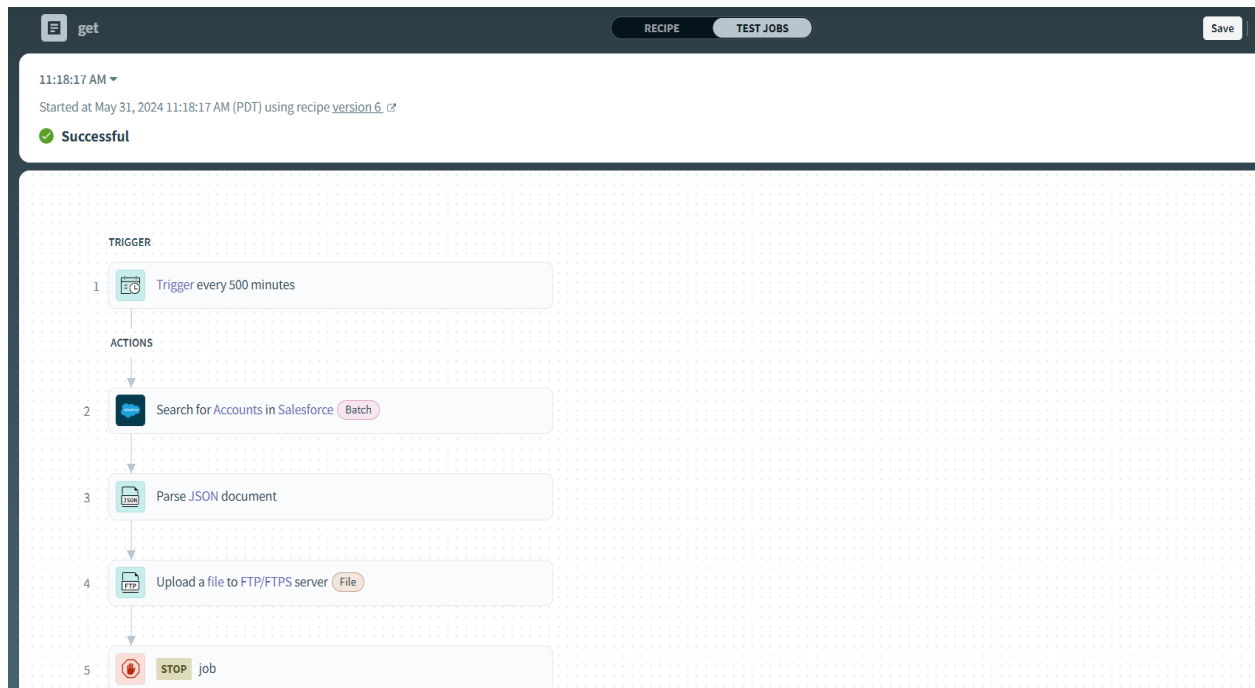 get
RECIPE TEST JOBS
Save
11:18:17 AM
Started at May 31, 2024 11:18:17 AM (PDT) using recipe version 6
Successful
TRIGGER
1 Trigger every 500 minutes
ACTIONS
2 Search for Accounts in Salesforce Batch
3 JSON Parse JSON document
4 FTP Upload a file to FTP/FTPS server File
5 STOP job